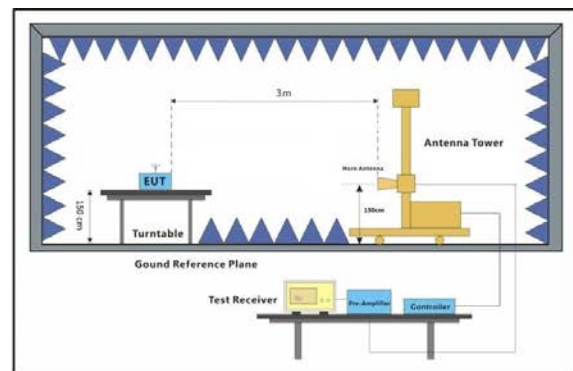 3m
Antenna Tower
Horn Antenna
EUT
150 cm
150cm
Turntable
Gound Reference Plane
Test Receiver
Pre-Amplifier
Controller